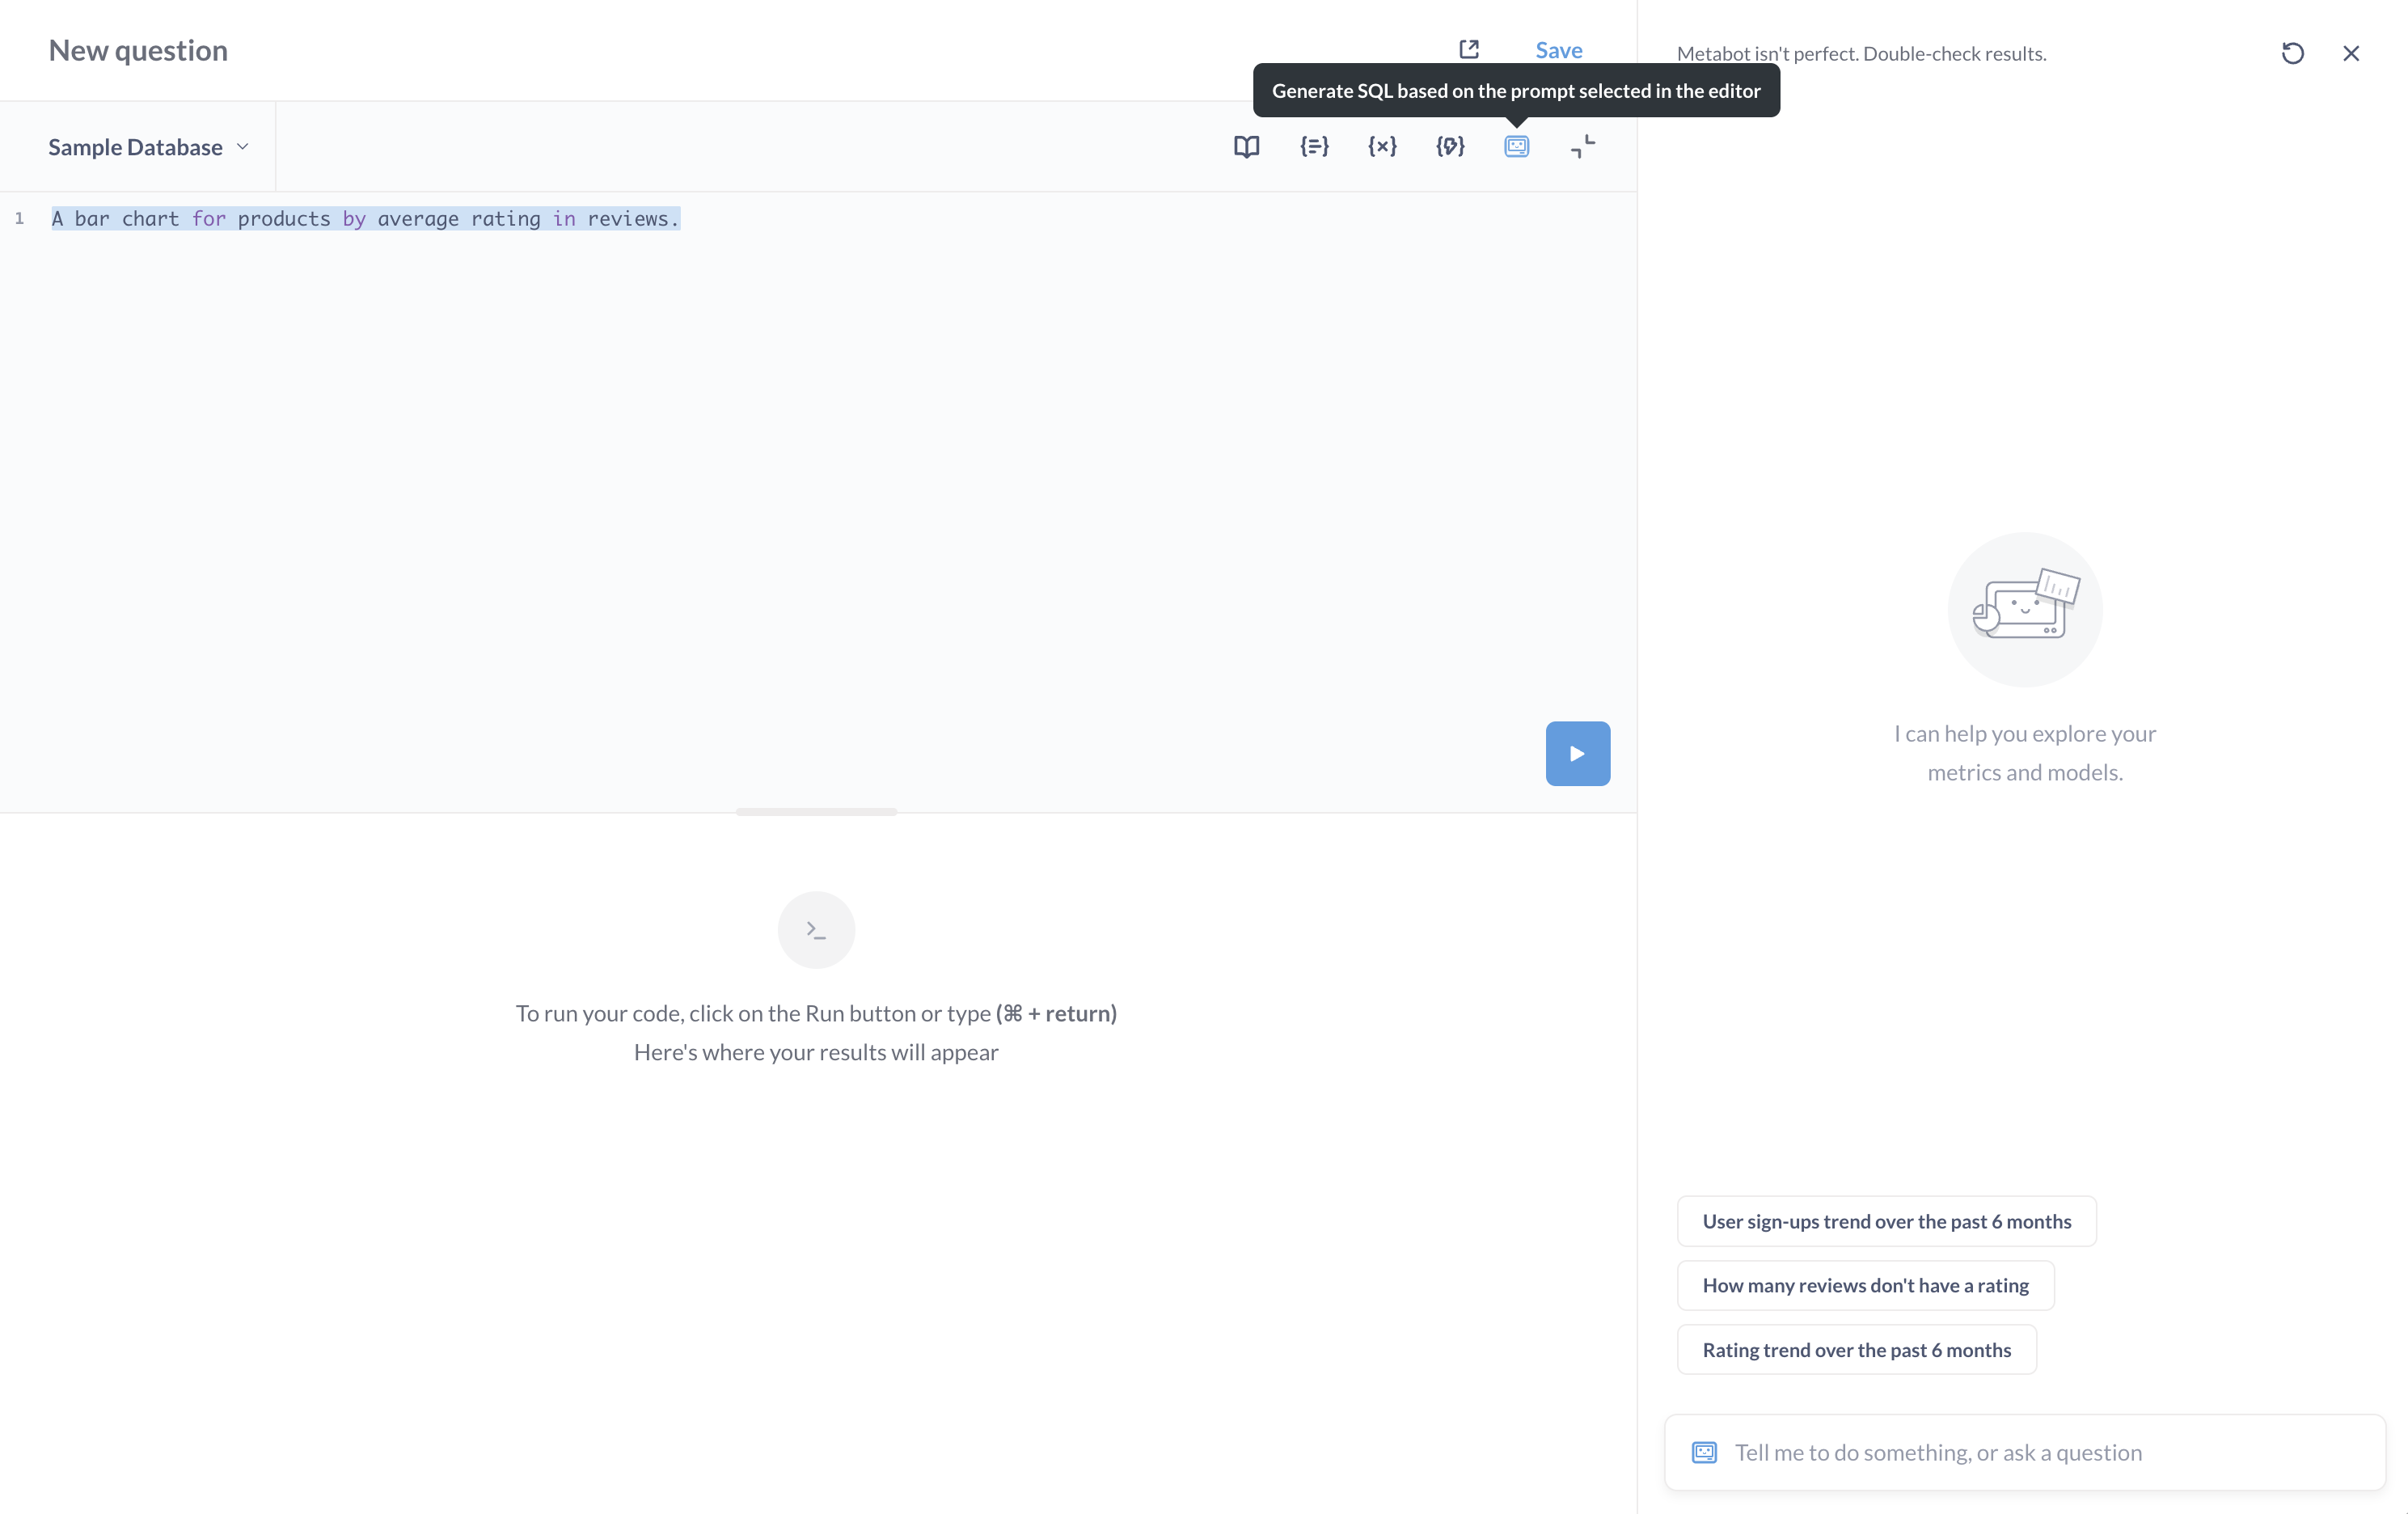 New question
Save
Metabot isn't perfect. Double-check results.
Generate SQL based on the prompt selected in the editor
Sample Database
1 A bar chart for products by average rating in reviews.
I can help you explore your
metrics and models.
To run your code, click on the Run button or type (⌘ + return)
Here's where your results will appear
User sign-ups trend over the past 6 months
How many reviews don't have a rating
Rating trend over the past 6 months
Tell me to do something, or ask a question